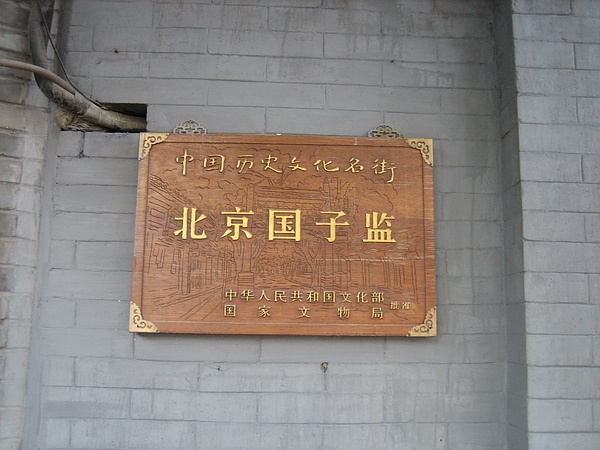 中国历史文化名街
北京国子监
中华人民共和国文化部
国家文物局
批准